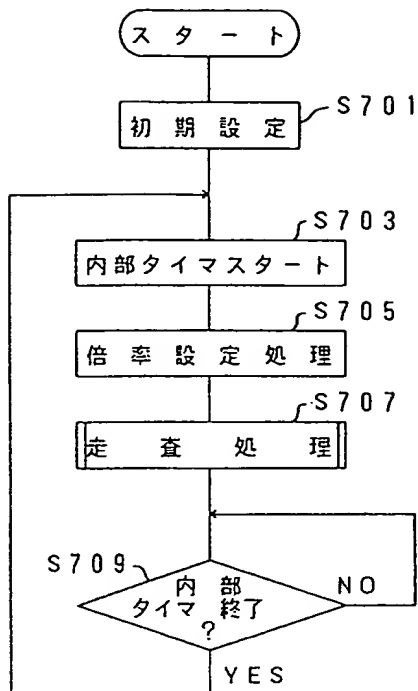 スタート
S701
初期設定
S703
内部タイマスタート
S705
倍率設定処理
S707
走査処理
S709
内部
タイマ終了
?
NO
YES